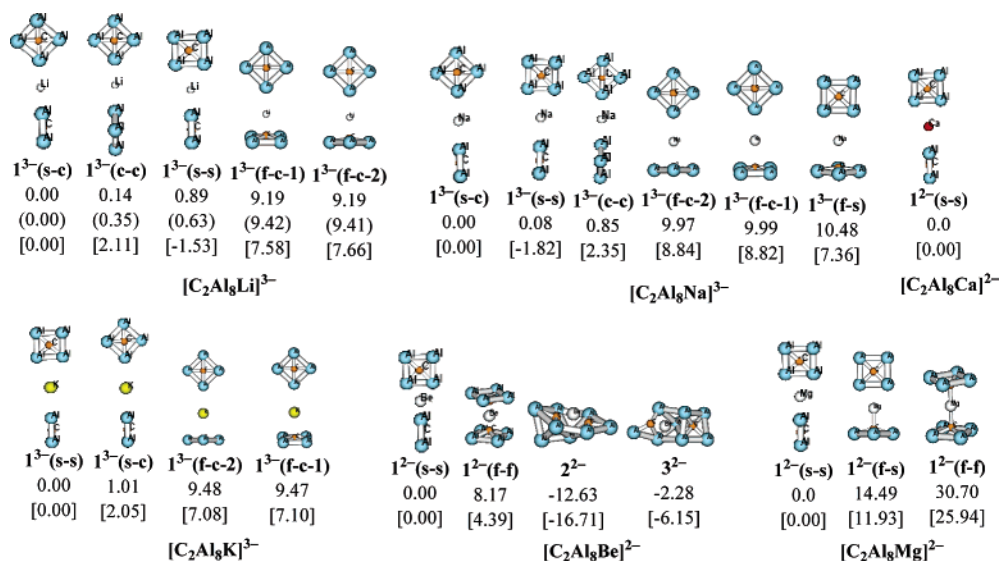 1³⁻(s-c) 1³⁻(c-c) 1³⁻(s-s) 1³⁻(f-c-1) 1³⁻(f-c-2)
0.00 0.14 0.89 9.19 9.19
(0.00) (0.35) (0.63) (9.42) (9.41)
[0.00] [2.11] [-1.53] [7.58] [7.66]
[C₂Al₈Li]³⁻
1³⁻(s-c) 1³⁻(s-s) 1³⁻(c-c) 1³⁻(f-c-2) 1³⁻(f-c-1) 1³⁻(f-s)
0.00 0.08 0.85 9.97 9.99 10.48
[0.00] [-1.82] [2.35] [8.84] [8.82] [7.36]
[C₂Al₈Na]³⁻
1²⁻(s-s)
0.0
[0.00]
[C₂Al₈Ca]²⁻
1³⁻(s-s) 1³⁻(s-c) 1³⁻(f-c-2) 1³⁻(f-c-1)
0.00 1.01 9.48 9.47
[0.00] [2.05] [7.08] [7.10]
[C₂Al₈K]³⁻
1²⁻(s-s) 1²⁻(f-f) 2²⁻ 3²⁻
0.00 8.17 -12.63 -2.28
[0.00] [4.39] [-16.71] [-6.15]
[C₂Al₈Be]²⁻
1²⁻(s-s) 1²⁻(f-s) 1²⁻(f-f)
0.0 14.49 30.70
[0.00] [11.93] [25.94]
[C₂Al₈Mg]²⁻